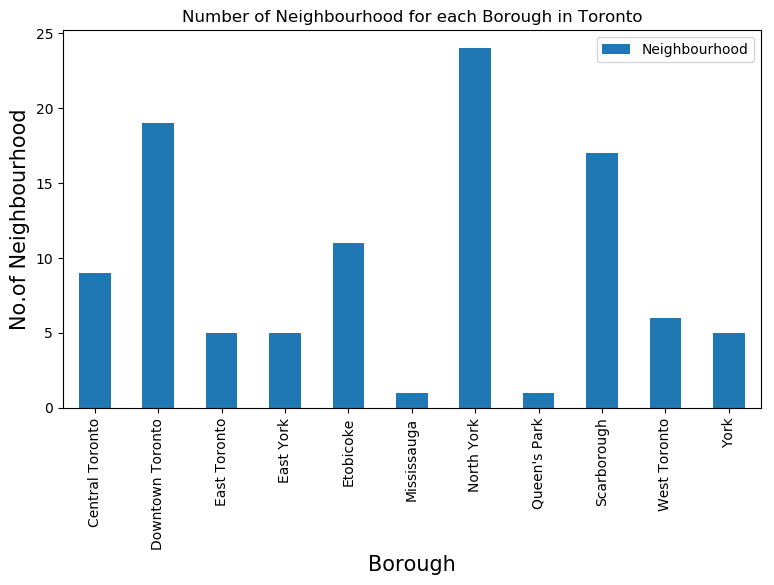 Number of Neighbourhood for each Borough in Toronto
Neighbourhood
No.of Neighbourhood
25
20
15
10
5
0
Central Toronto
Downtown Toronto
East Toronto
East York
Etobicoke
Mississauga
North York
Queen's Park
Scarborough
West Toronto
York
Borough